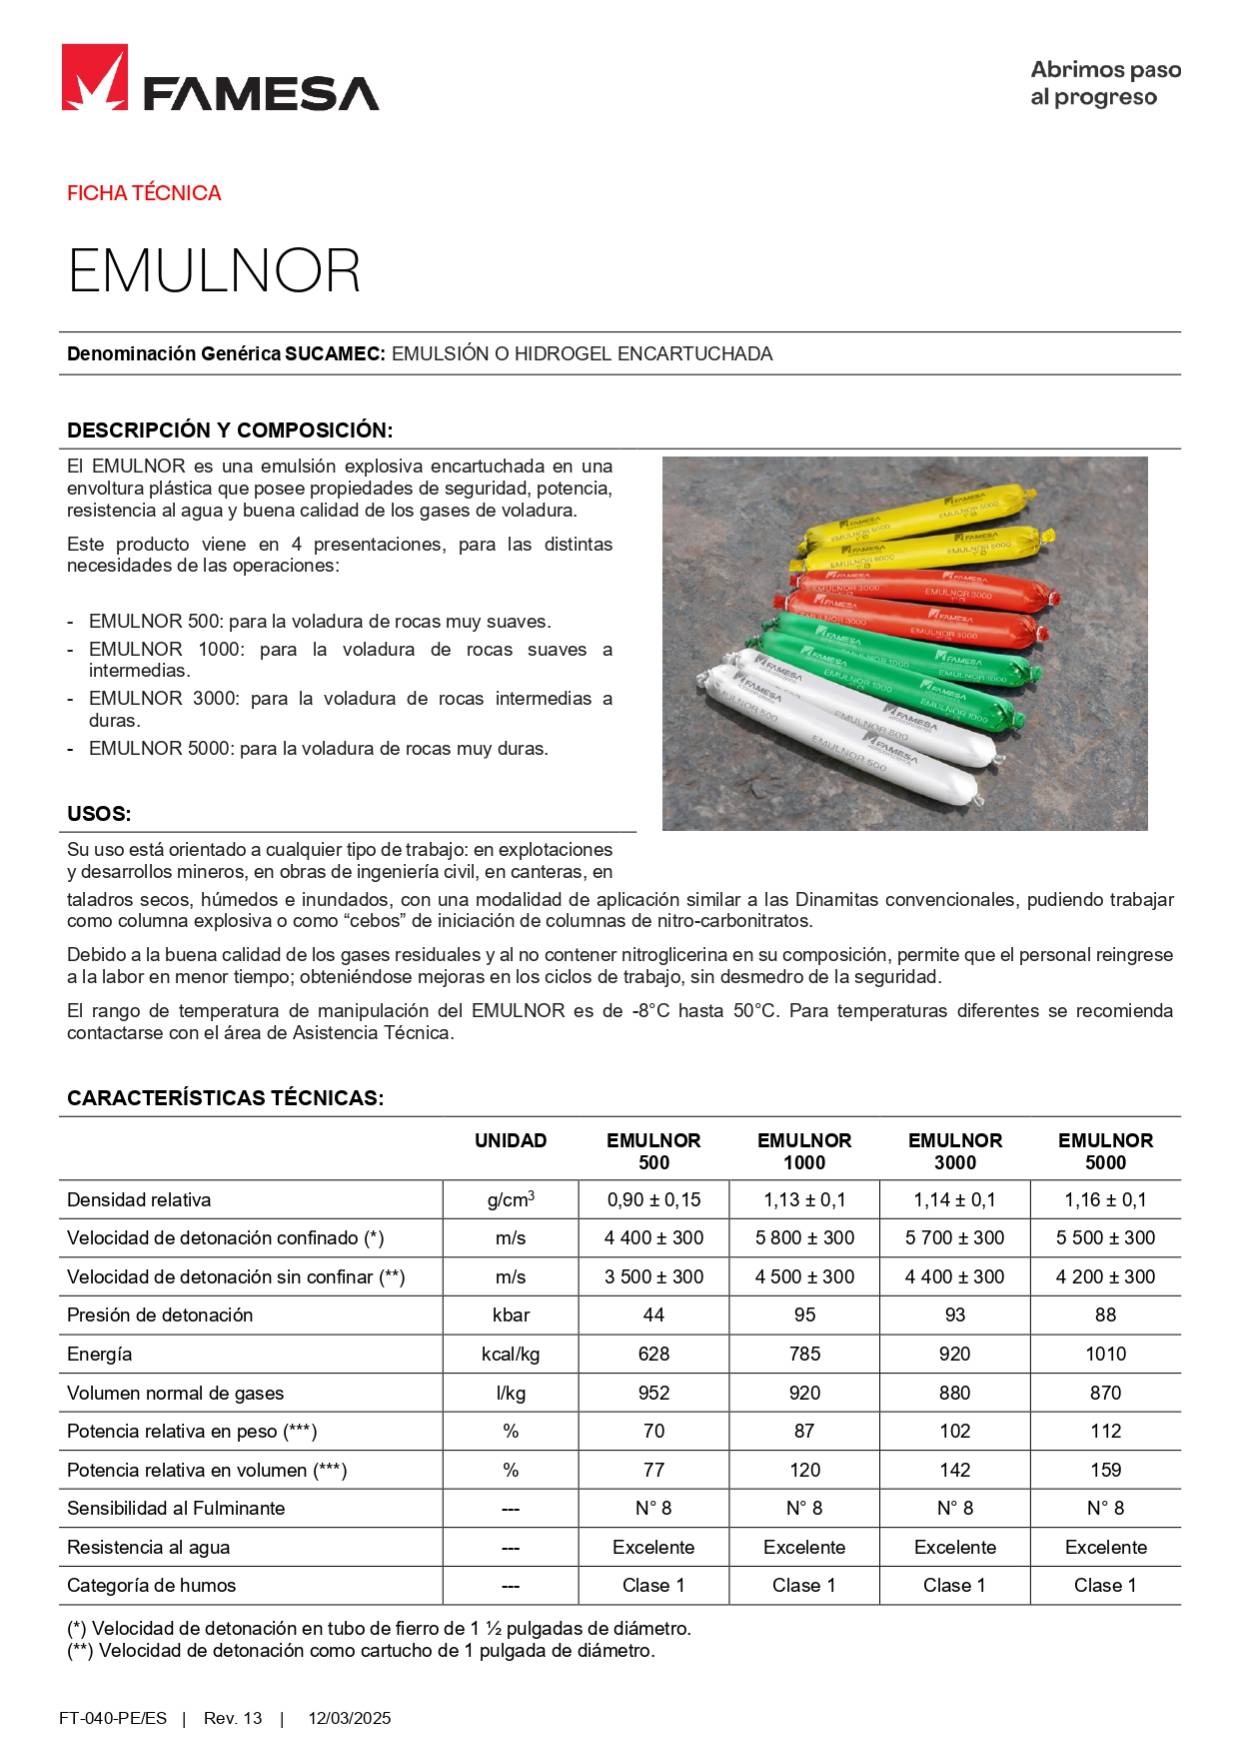 FAMESA
Abrimos paso
al progreso
FICHA TÉCNICA
EMULNOR
Denominación Genérica SUCAMEC: EMULSIÓN O HIDROGEL ENCARTUCHADA
DESCRIPCIÓN Y COMPOSICIÓN:
El EMULNOR es una emulsión explosiva encartuchada en una
envoltura plástica que posee propiedades de seguridad, potencia,
resistencia al agua y buena calidad de los gases de voladura.
Este producto viene en 4 presentaciones, para las distintas
necesidades de las operaciones:
- EMULNOR 500: para la voladura de rocas muy suaves.
- EMULNOR 1000: para la voladura de rocas suaves a
intermedias.
- EMULNOR 3000: para la voladura de rocas intermedias a
duras.
- EMULNOR 5000: para la voladura de rocas muy duras.
FAMESA
EMULNOR 5000
FAMESA
EMULNOR 5000
FAMESA
EMULNOR 3000
FAMESA
EMULNOR 3000
FAMESA
EMULNOR 1000
FAMESA
EMULNOR 1000
FAMESA
EMULNOR 500
FAMESA
EMULNOR 500
USOS:
Su uso está orientado a cualquier tipo de trabajo: en explotaciones
y desarrollos mineros, en obras de ingeniería civil, en canteras, en
taladros secos, húmedos e inundados, con una modalidad de aplicación similar a las Dinamitas convencionales, pudiendo trabajar
como columna explosiva o como “cebos” de iniciación de columnas de nitro-carbonitratos.
Debido a la buena calidad de los gases residuales y al no contener nitroglicerina en su composición, permite que el personal reingrese
a la labor en menor tiempo; obteniéndose mejoras en los ciclos de trabajo, sin desmedro de la seguridad.
El rango de temperatura de manipulación del EMULNOR es de -8°C hasta 50°C. Para temperaturas diferentes se recomienda
contactarse con el área de Asistencia Técnica.
CARACTERÍSTICAS TÉCNICAS:
UNIDAD EMULNOR EMULNOR EMULNOR EMULNOR
500 1000 3000 5000
Densidad relativa g/cm3 0,90 ± 0,15 1,13 ± 0,1 1,14 ± 0,1 1,16 ± 0,1
Velocidad de detonación confinado (*) m/s 4 400 ± 300 5 800 ± 300 5 700 ± 300 5 500 ± 300
Velocidad de detonación sin confinar (**) m/s 3 500 ± 300 4 500 ± 300 4 400 ± 300 4 200 ± 300
Presión de detonación kbar 44 95 93 88
Energía kcal/kg 628 785 920 1010
Volumen normal de gases l/kg 952 920 880 870
Potencia relativa en peso (***) % 70 87 102 112
Potencia relativa en volumen (***) % 77 120 142 159
Sensibilidad al Fulminante --- N° 8 N° 8 N° 8 N° 8
Resistencia al agua --- Excelente Excelente Excelente Excelente
Categoría de humos --- Clase 1 Clase 1 Clase 1 Clase 1
(*) Velocidad de detonación en tubo de fierro de 1 ½ pulgadas de diámetro.
(**) Velocidad de detonación como cartucho de 1 pulgada de diámetro.
FT-040-PE/ES | Rev. 13 | 12/03/2025